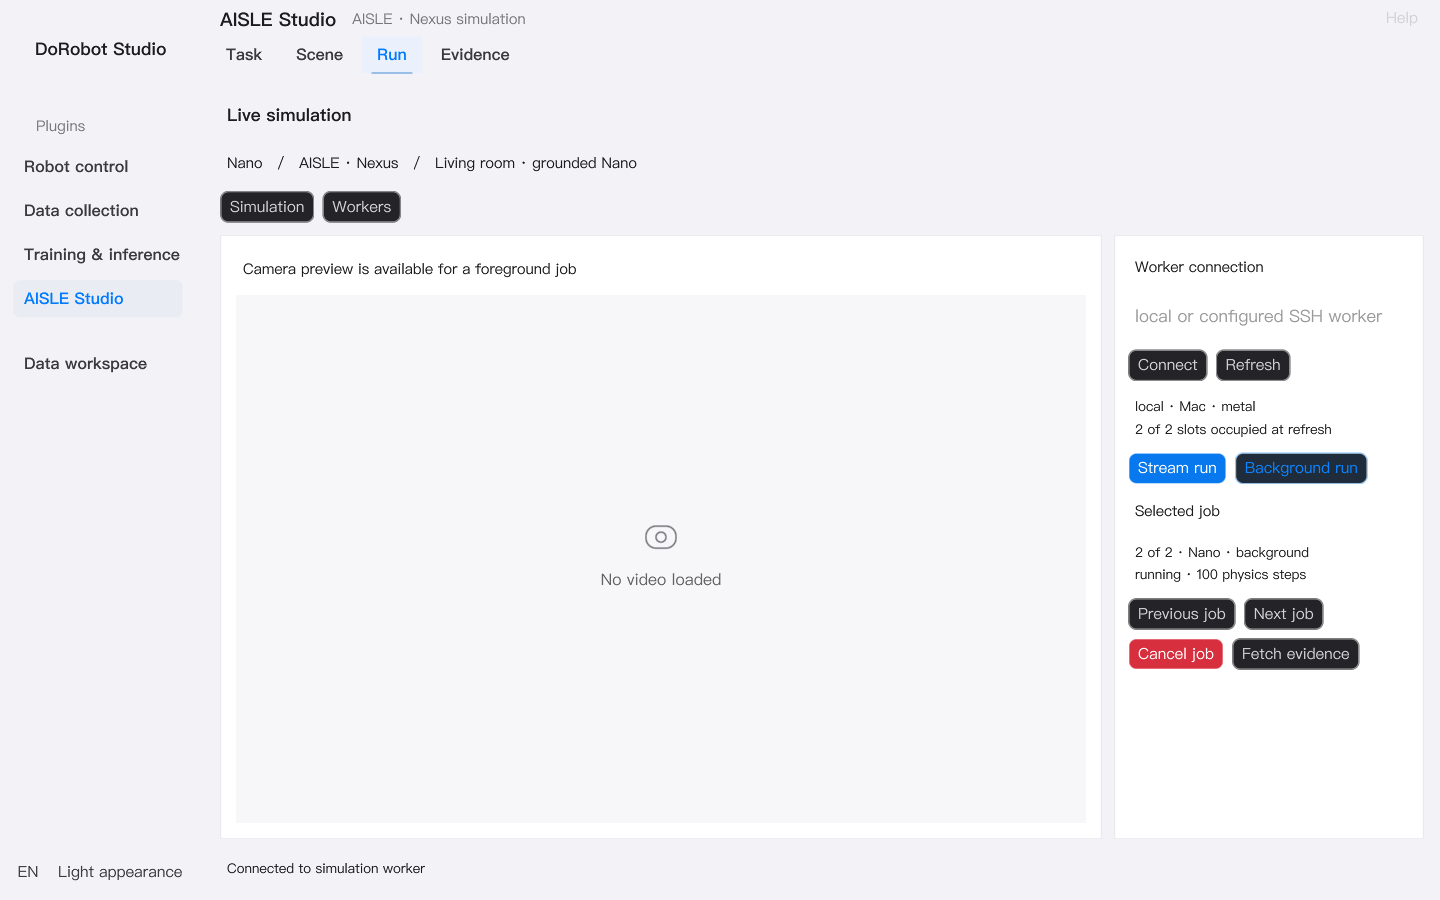 DoRobot Studio
AISLE Studio AISLE · Nexus simulation
Help
Task Scene Run Evidence
Plugins
Robot control
Data collection
Training & inference
AISLE Studio
Data workspace
EN Light appearance
Live simulation
Nano / AISLE · Nexus / Living room · grounded Nano
Simulation Workers
Camera preview is available for a foreground job
No video loaded
Worker connection
local or configured SSH worker
Connect Refresh
local · Mac · metal
2 of 2 slots occupied at refresh
Stream run Background run
Selected job
2 of 2 · Nano · background
running · 100 physics steps
Previous job Next job
Cancel job Fetch evidence
Connected to simulation worker